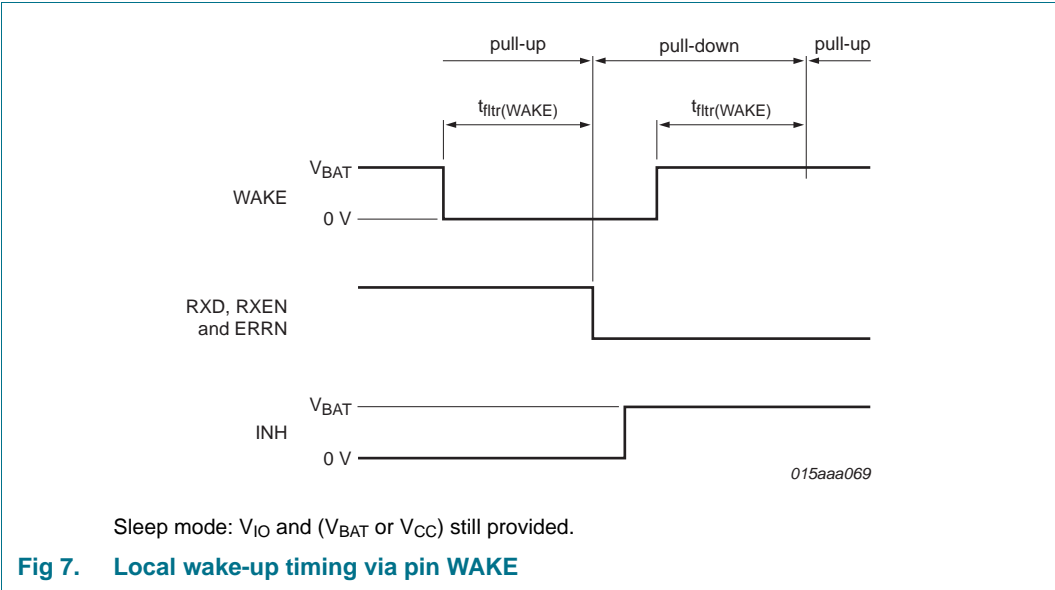 pull-up pull-down pull-up
tfltr(WAKE) tfltr(WAKE)
VBAT
WAKE
0 V
RXD, RXEN
and ERRN
VBAT
INH
0 V
015aaa069
Sleep mode: VIO and (VBAT or VCC) still provided.
Fig 7. Local wake-up timing via pin WAKE